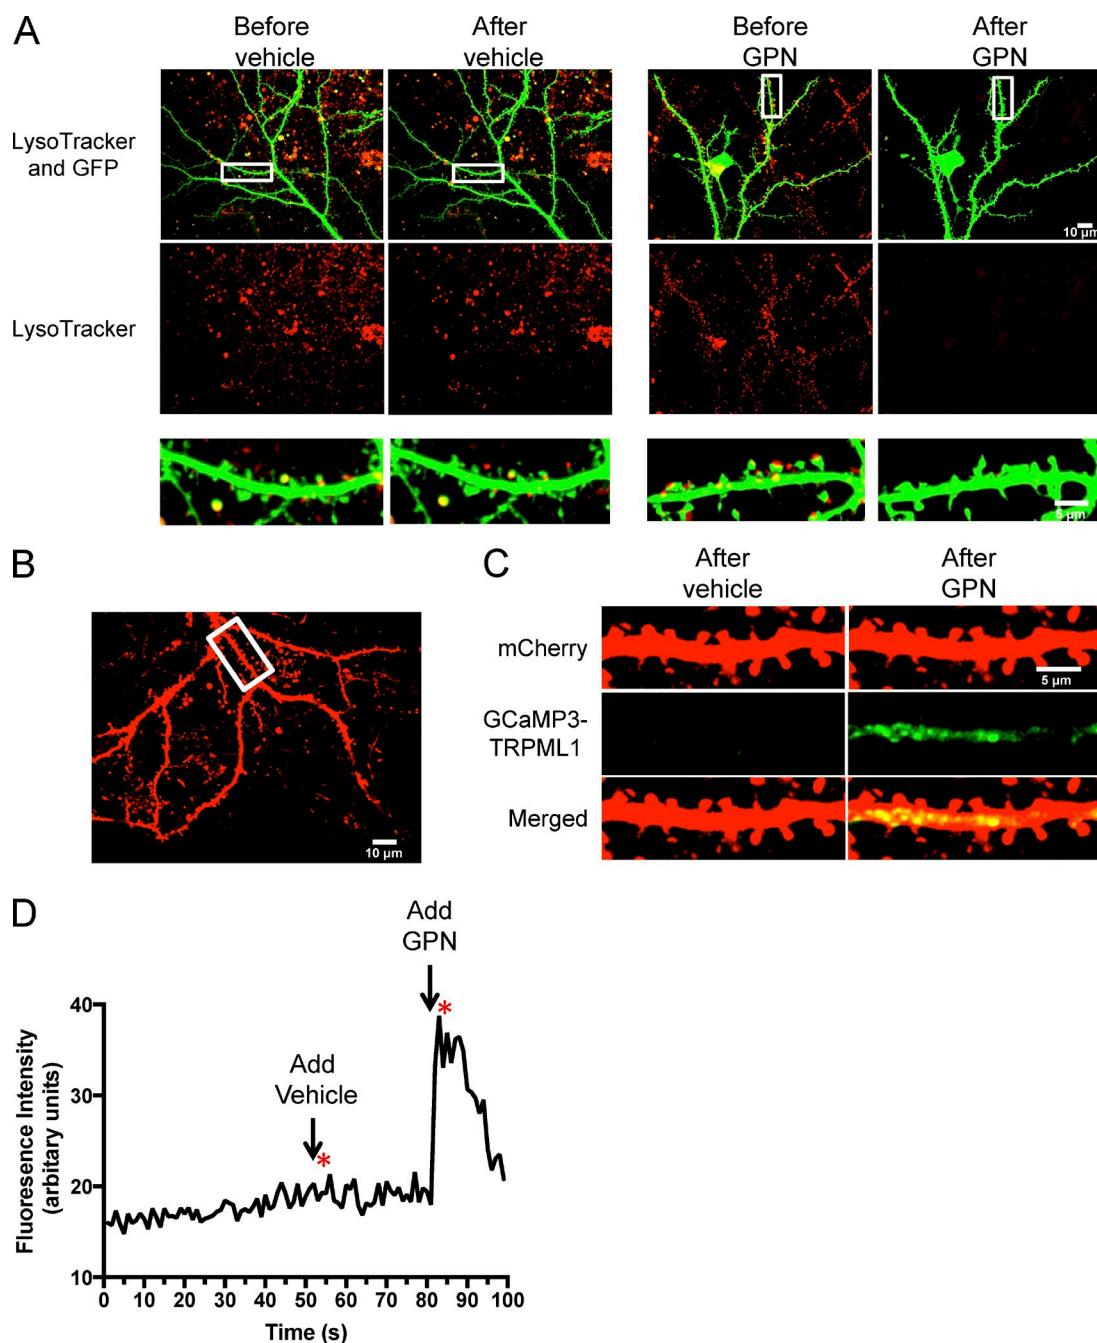 A
Before
vehicle
After
vehicle
Before
GPN
After
GPN
LysoTracker
and GFP
10 µm
LysoTracker
5 µm
B
10 µm
C
After
vehicle
After
GPN
mCherry
5 µm
GCaMP3-
TRPML1
Merged
D
Add
GPN
*
Add
Vehicle
*
Fluoresence Intensity
(arbitary units)
40
30
20
10
0 10 20 30 40 50 60 70 80 90 100
Time (s)